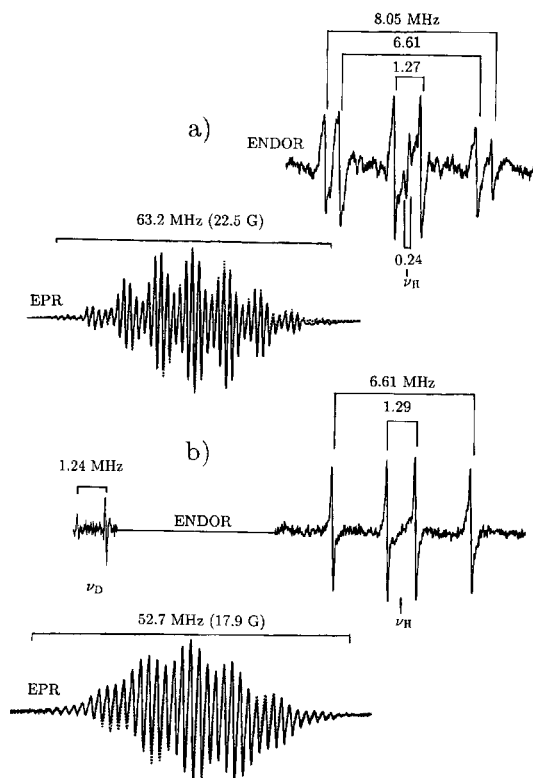 8.05 MHz
6.61
1.27
a)
ENDOR
63.2 MHz (22.5 G)
0.24
νH
EPR
6.61 MHz
1.29
b)
1.24 MHz
ENDOR
νD
νH
52.7 MHz (17.9 G)
EPR